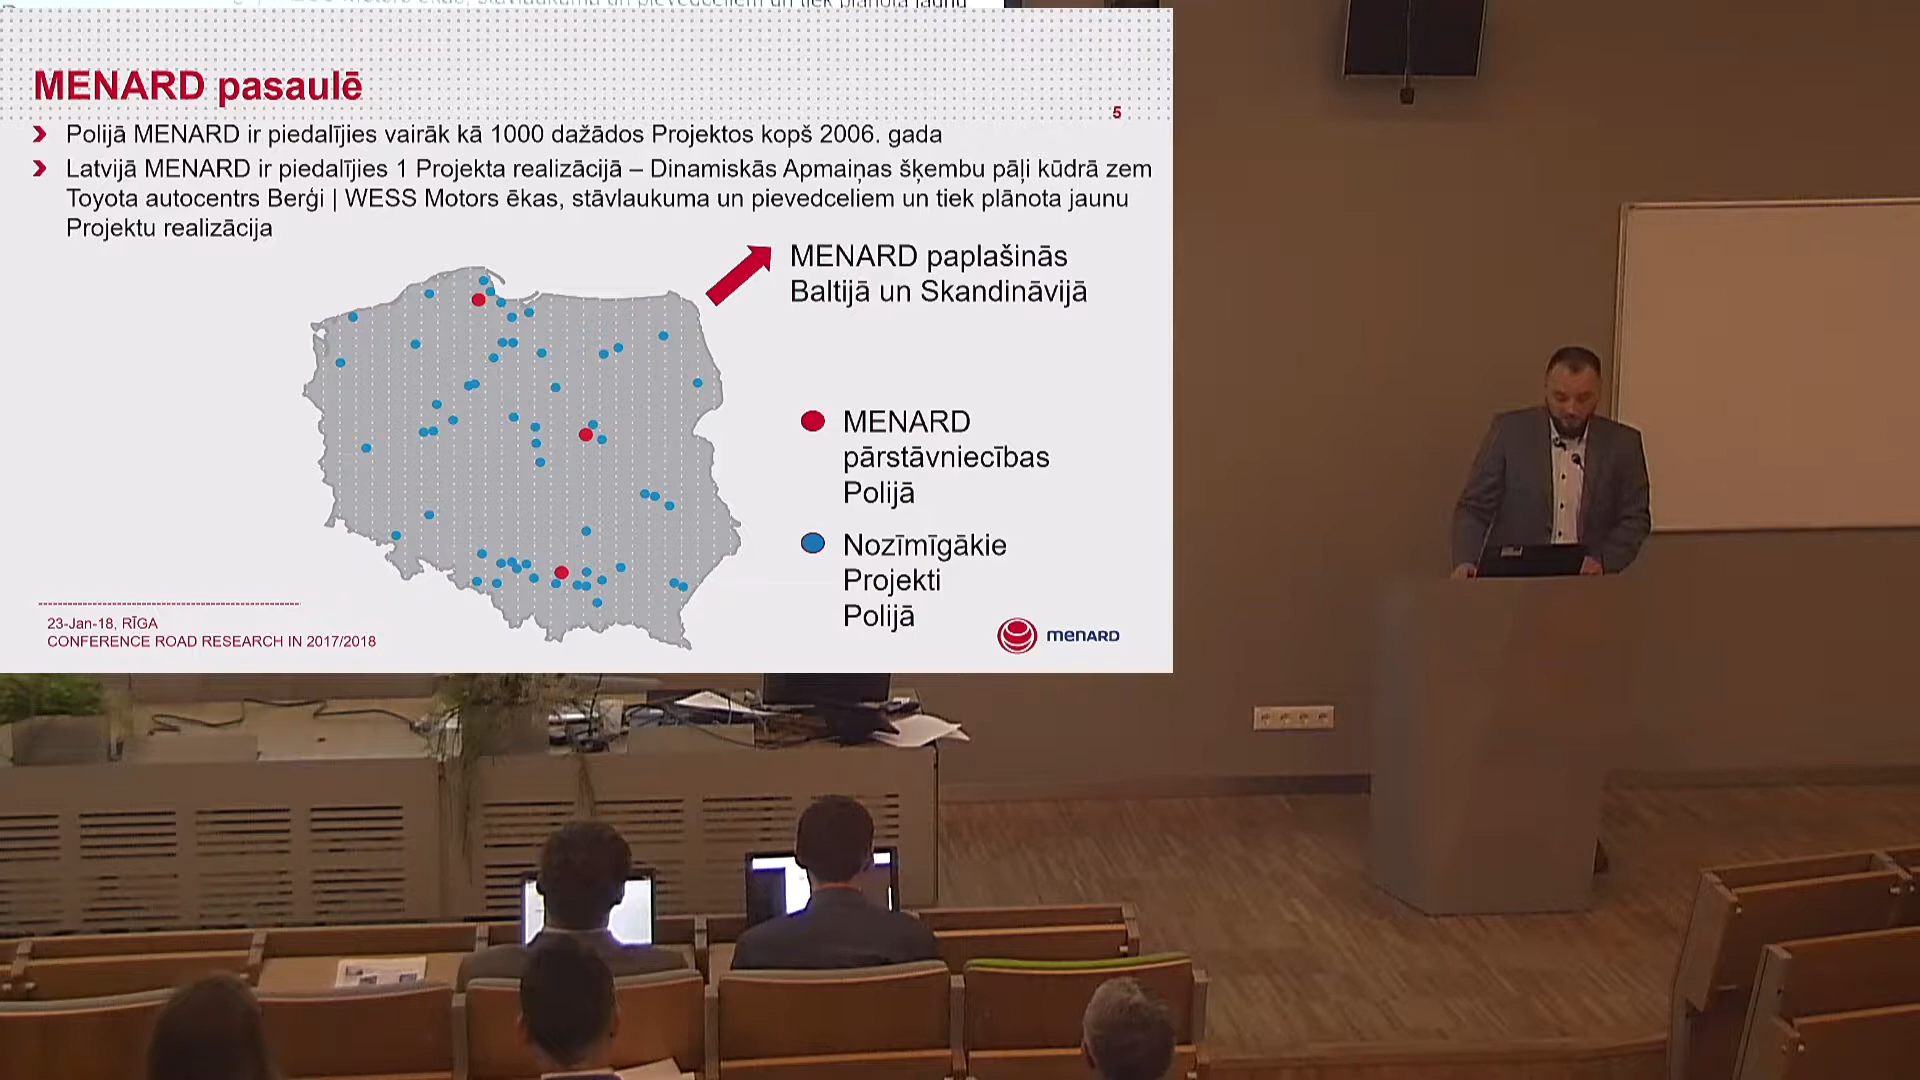 MENARD pasaulē
5
Polijā MENARD ir piedalījies vairāk kā 1000 dažādos Projektos kopš 2006. gada
Latvijā MENARD ir piedalījies 1 Projekta realizācijā – Dinamiskās Apmaiņas šķembu pāļi kūdrā zem
Toyota autocentrs Berģi | WESS Motors ēkas, stāvlaukuma un pievedceliem un tiek plānota jaunu
Projektu realizācija
MENARD paplašinās
Baltijā un Skandināvijā
MENARD
pārstāvniecības
Polijā
Nozīmīgākie
Projekti
Polijā
23-Jan-18, RĪGA
CONFERENCE ROAD RESEARCH IN 2017/2018
menARD